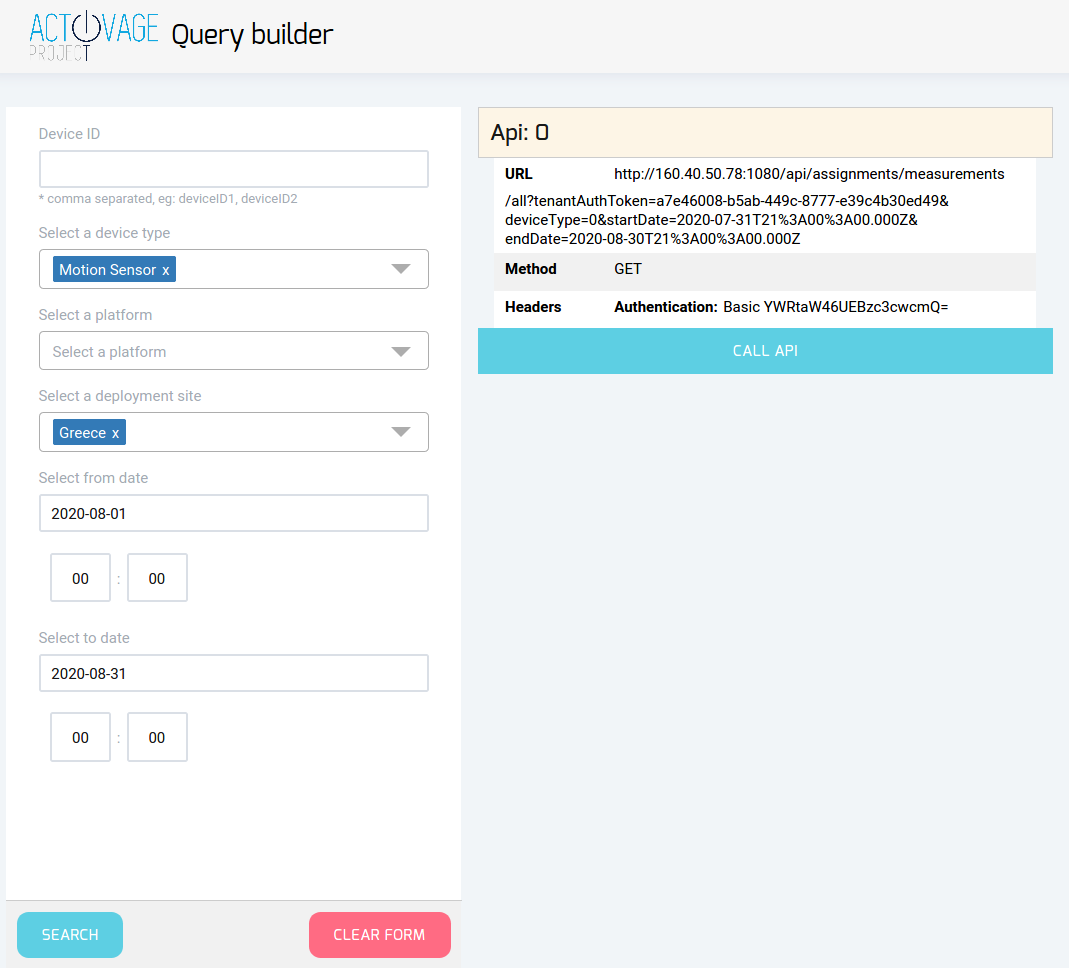 ACTIVAGE
PROJECT
Query builder
Device ID
* comma separated, eg: deviceID1, deviceID2
Select a device type
Motion Sensor x
Select a platform
Select a platform
Select a deployment site
Greece x
Select from date
2020-08-01
00 : 00
Select to date
2020-08-31
00 : 00
SEARCH
CLEAR FORM
Api: 0
URL http://160.40.50.78:1080/api/assignments/measurements
/all?tenantAuthToken=a7e46008-b5ab-449c-8777-e39c4b30ed49&
deviceType=0&startDate=2020-07-31T21%3A00%3A00.000Z&
endDate=2020-08-30T21%3A00%3A00.000Z
Method GET
Headers Authentication: Basic YWRtaW46UEBzc3cwcmQ=
CALL API